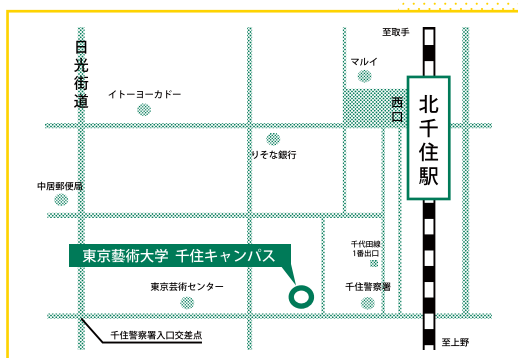 至取手
日光街道
マルイ
イトーヨーカドー
西口
北千住駅
りそな銀行
中居郵便局
千代田線
1番出口
東京藝術大学 千住キャンパス
東京芸術センター
千住警察署
千住警察署入口交差点
至上野